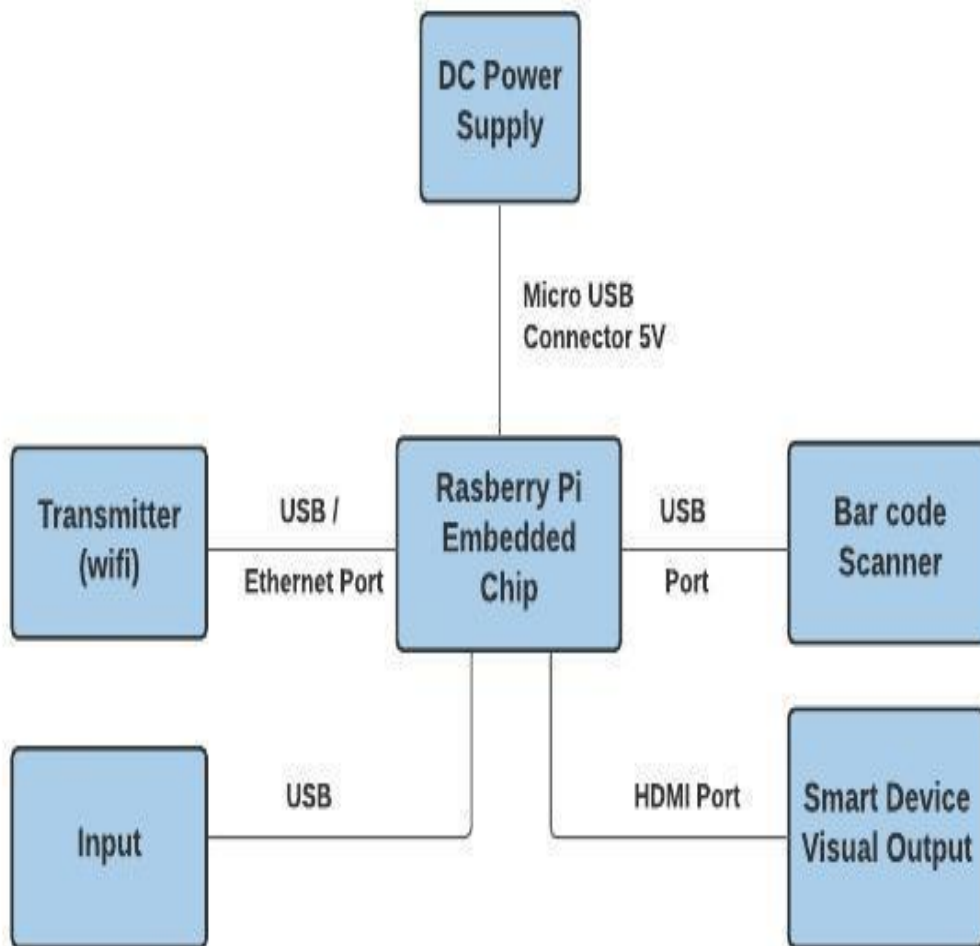 DC Power
Supply
Micro USB
Connector 5V
Transmitter
(wifi)
USB /
Ethernet Port
Rasberry Pi
Embedded
Chip
USB
Port
Bar code
Scanner
Input
USB
HDMI Port
Smart Device
Visual Output